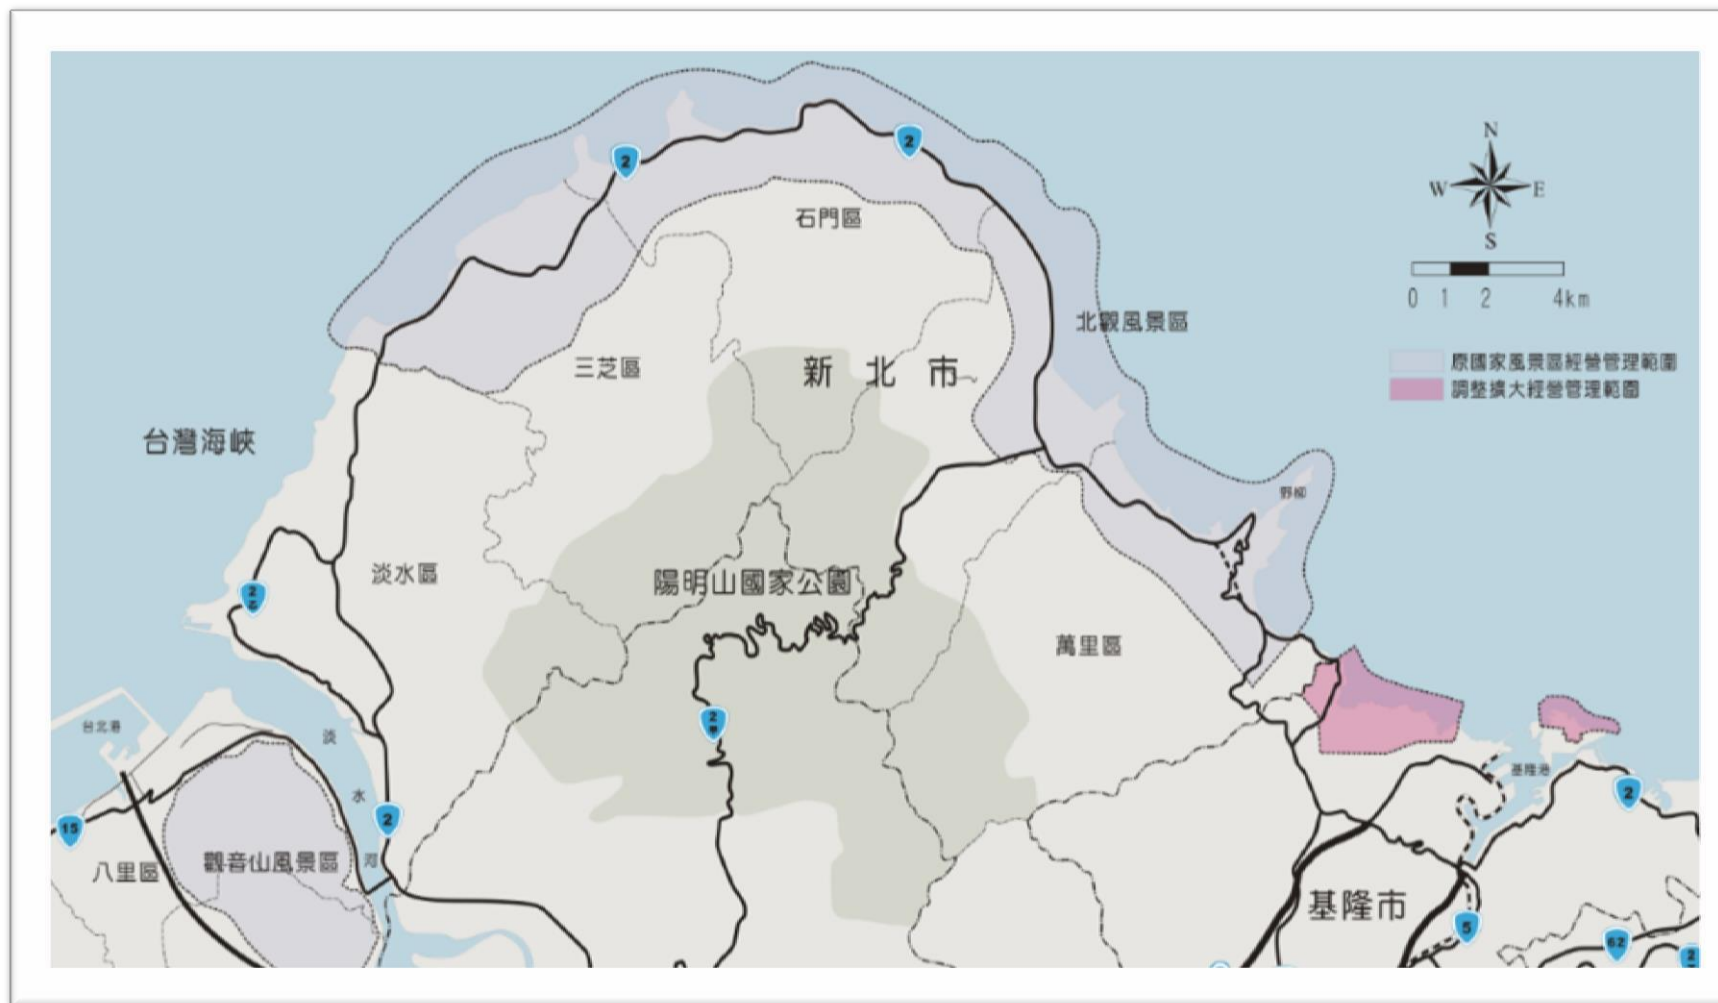 N
W E
S
0 1 2 4km
原國家風景區經營管理範圍
調整擴大經營管理範圍
2
2
石門區
北觀風景區
三芝區
新北市
台灣海峽
野柳
淡水區
陽明山國家公園
2
乙
萬里區
2
甲
台北港
淡
水
河
基隆港
2
2
15
八里區
觀音山風景區
基隆市
5
62
2